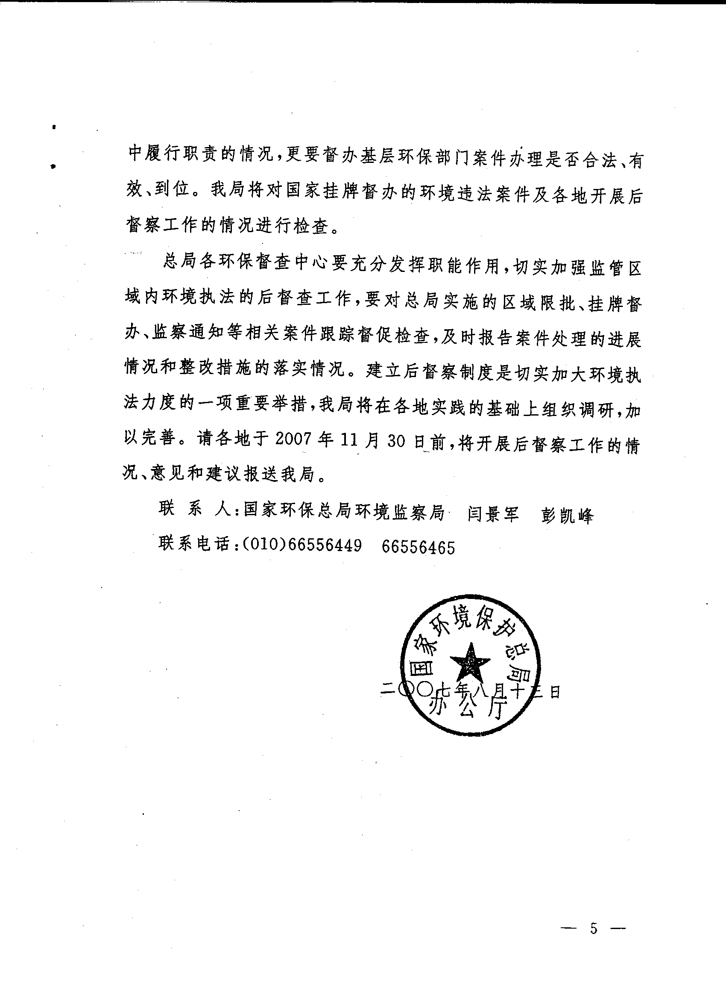 中履行职责的情况,更要督办基层环保部门案件办理是否合法、有
效、到位。我局将对国家挂牌督办的环境违法案件及各地开展后
督察工作的情况进行检查。
总局各环保督查中心要充分发挥职能作用,切实加强监管区
域内环境执法的后督查工作,要对总局实施的区域限批、挂牌督
办、监察通知等相关案件跟踪督促检查,及时报告案件处理的进展
情况和整改措施的落实情况。建立后督察制度是切实加大环境执
法力度的一项重要举措,我局将在各地实践的基础上组织调研,加
以完善。请各地于 2007 年 11 月 30 日前,将开展后督察工作的情
况、意见和建议报送我局。
联 系 人:国家环保总局环境监察局 闫景军 彭凯峰
联系电话:(010)66556449 66556465
国家环境保护总局
二〇〇七年八月十三日
办公厅
— 5 —